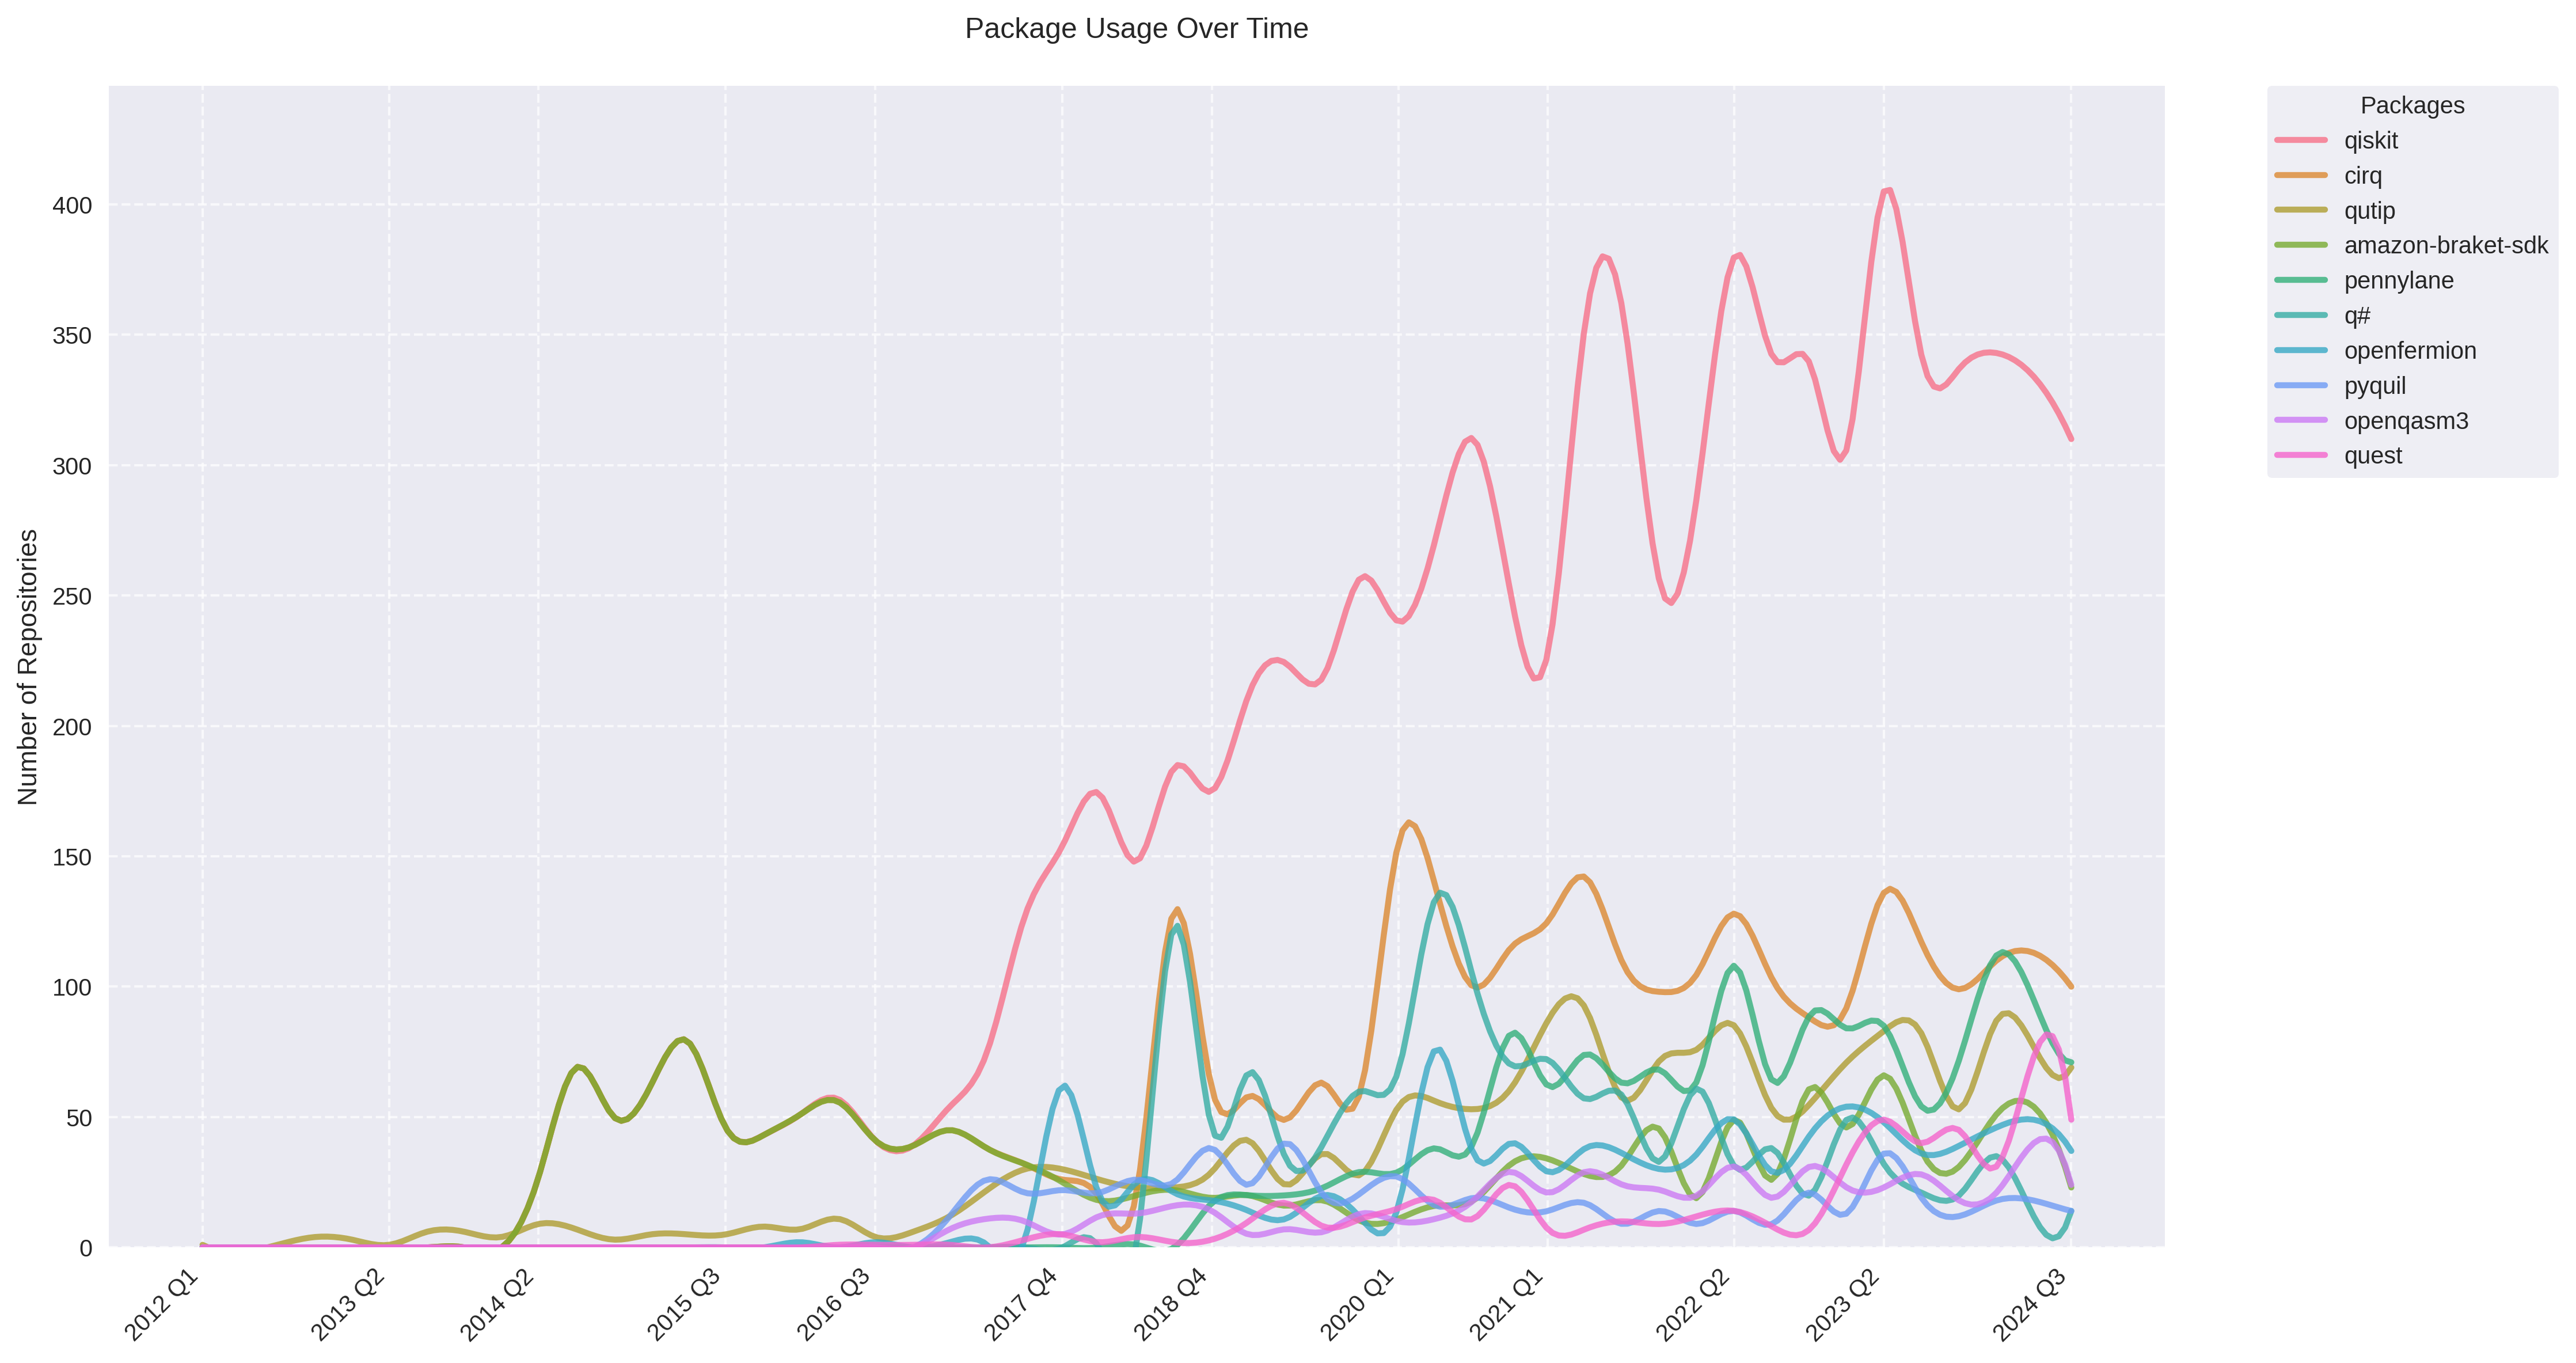 Package Usage Over Time
Number of Repositories
400
350
300
250
200
150
100
50
0
2012 Q1
2013 Q2
2014 Q2
2015 Q3
2016 Q3
2017 Q4
2018 Q4
2020 Q1
2021 Q1
2022 Q2
2023 Q2
2024 Q3
Packages
qiskit
cirq
qutip
amazon-braket-sdk
pennylane
q#
openfermion
pyquil
openqasm3
quest